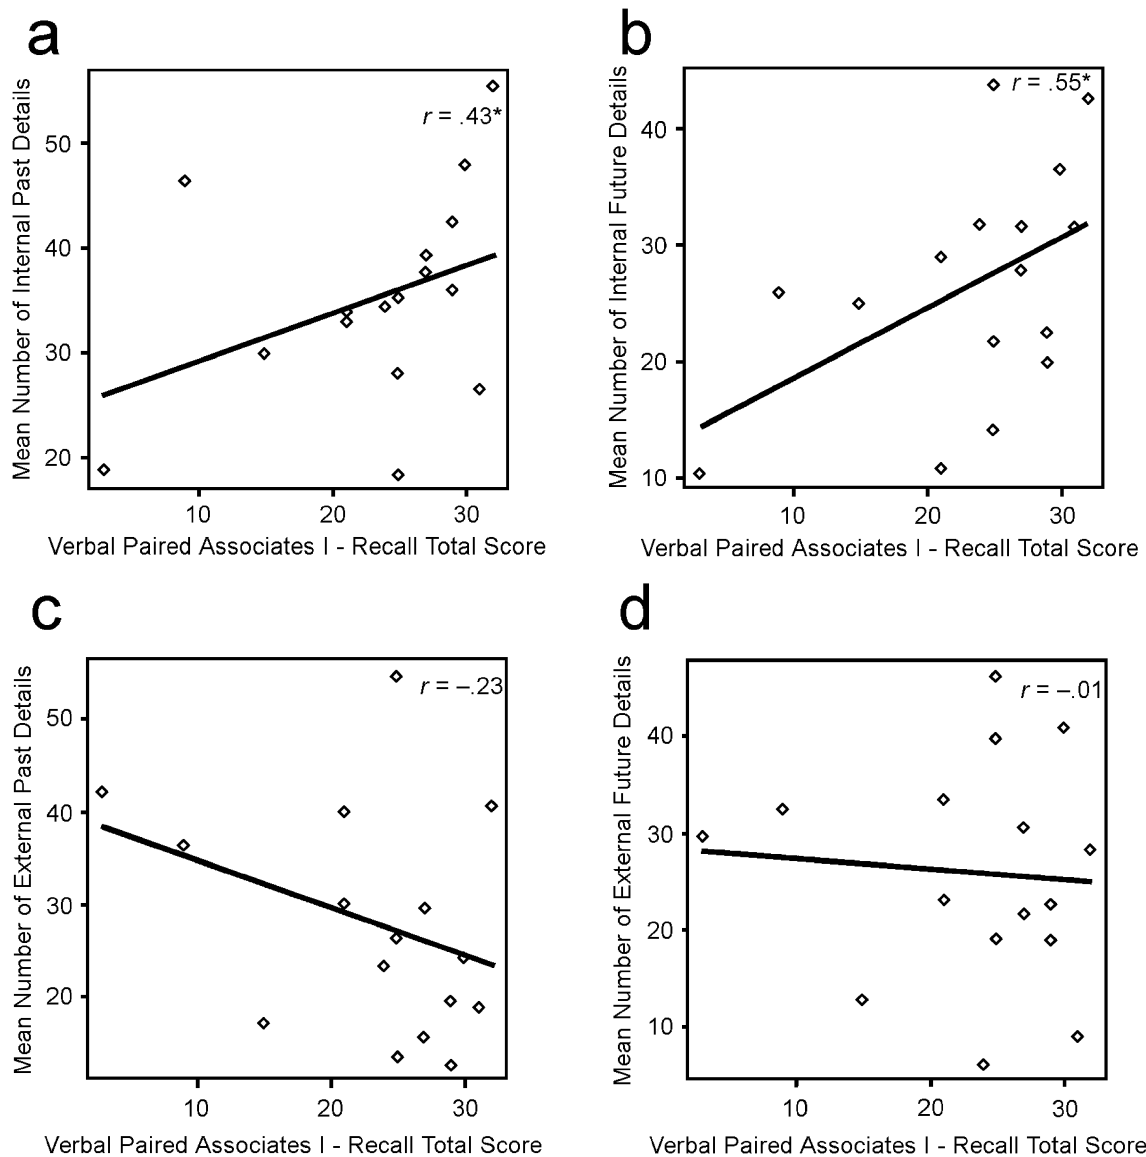 a
Mean Number of Internal Past Details
r = .43*
50
40
30
20
10
20
30
Verbal Paired Associates I - Recall Total Score
b
Mean Number of Internal Future Details
r = .55*
40
30
20
10
10
20
30
Verbal Paired Associates I - Recall Total Score
c
Mean Number of External Past Details
r = –.23
50
40
30
20
10
20
30
Verbal Paired Associates I - Recall Total Score
d
Mean Number of External Future Details
r = –.01
40
30
20
10
10
20
30
Verbal Paired Associates I - Recall Total Score